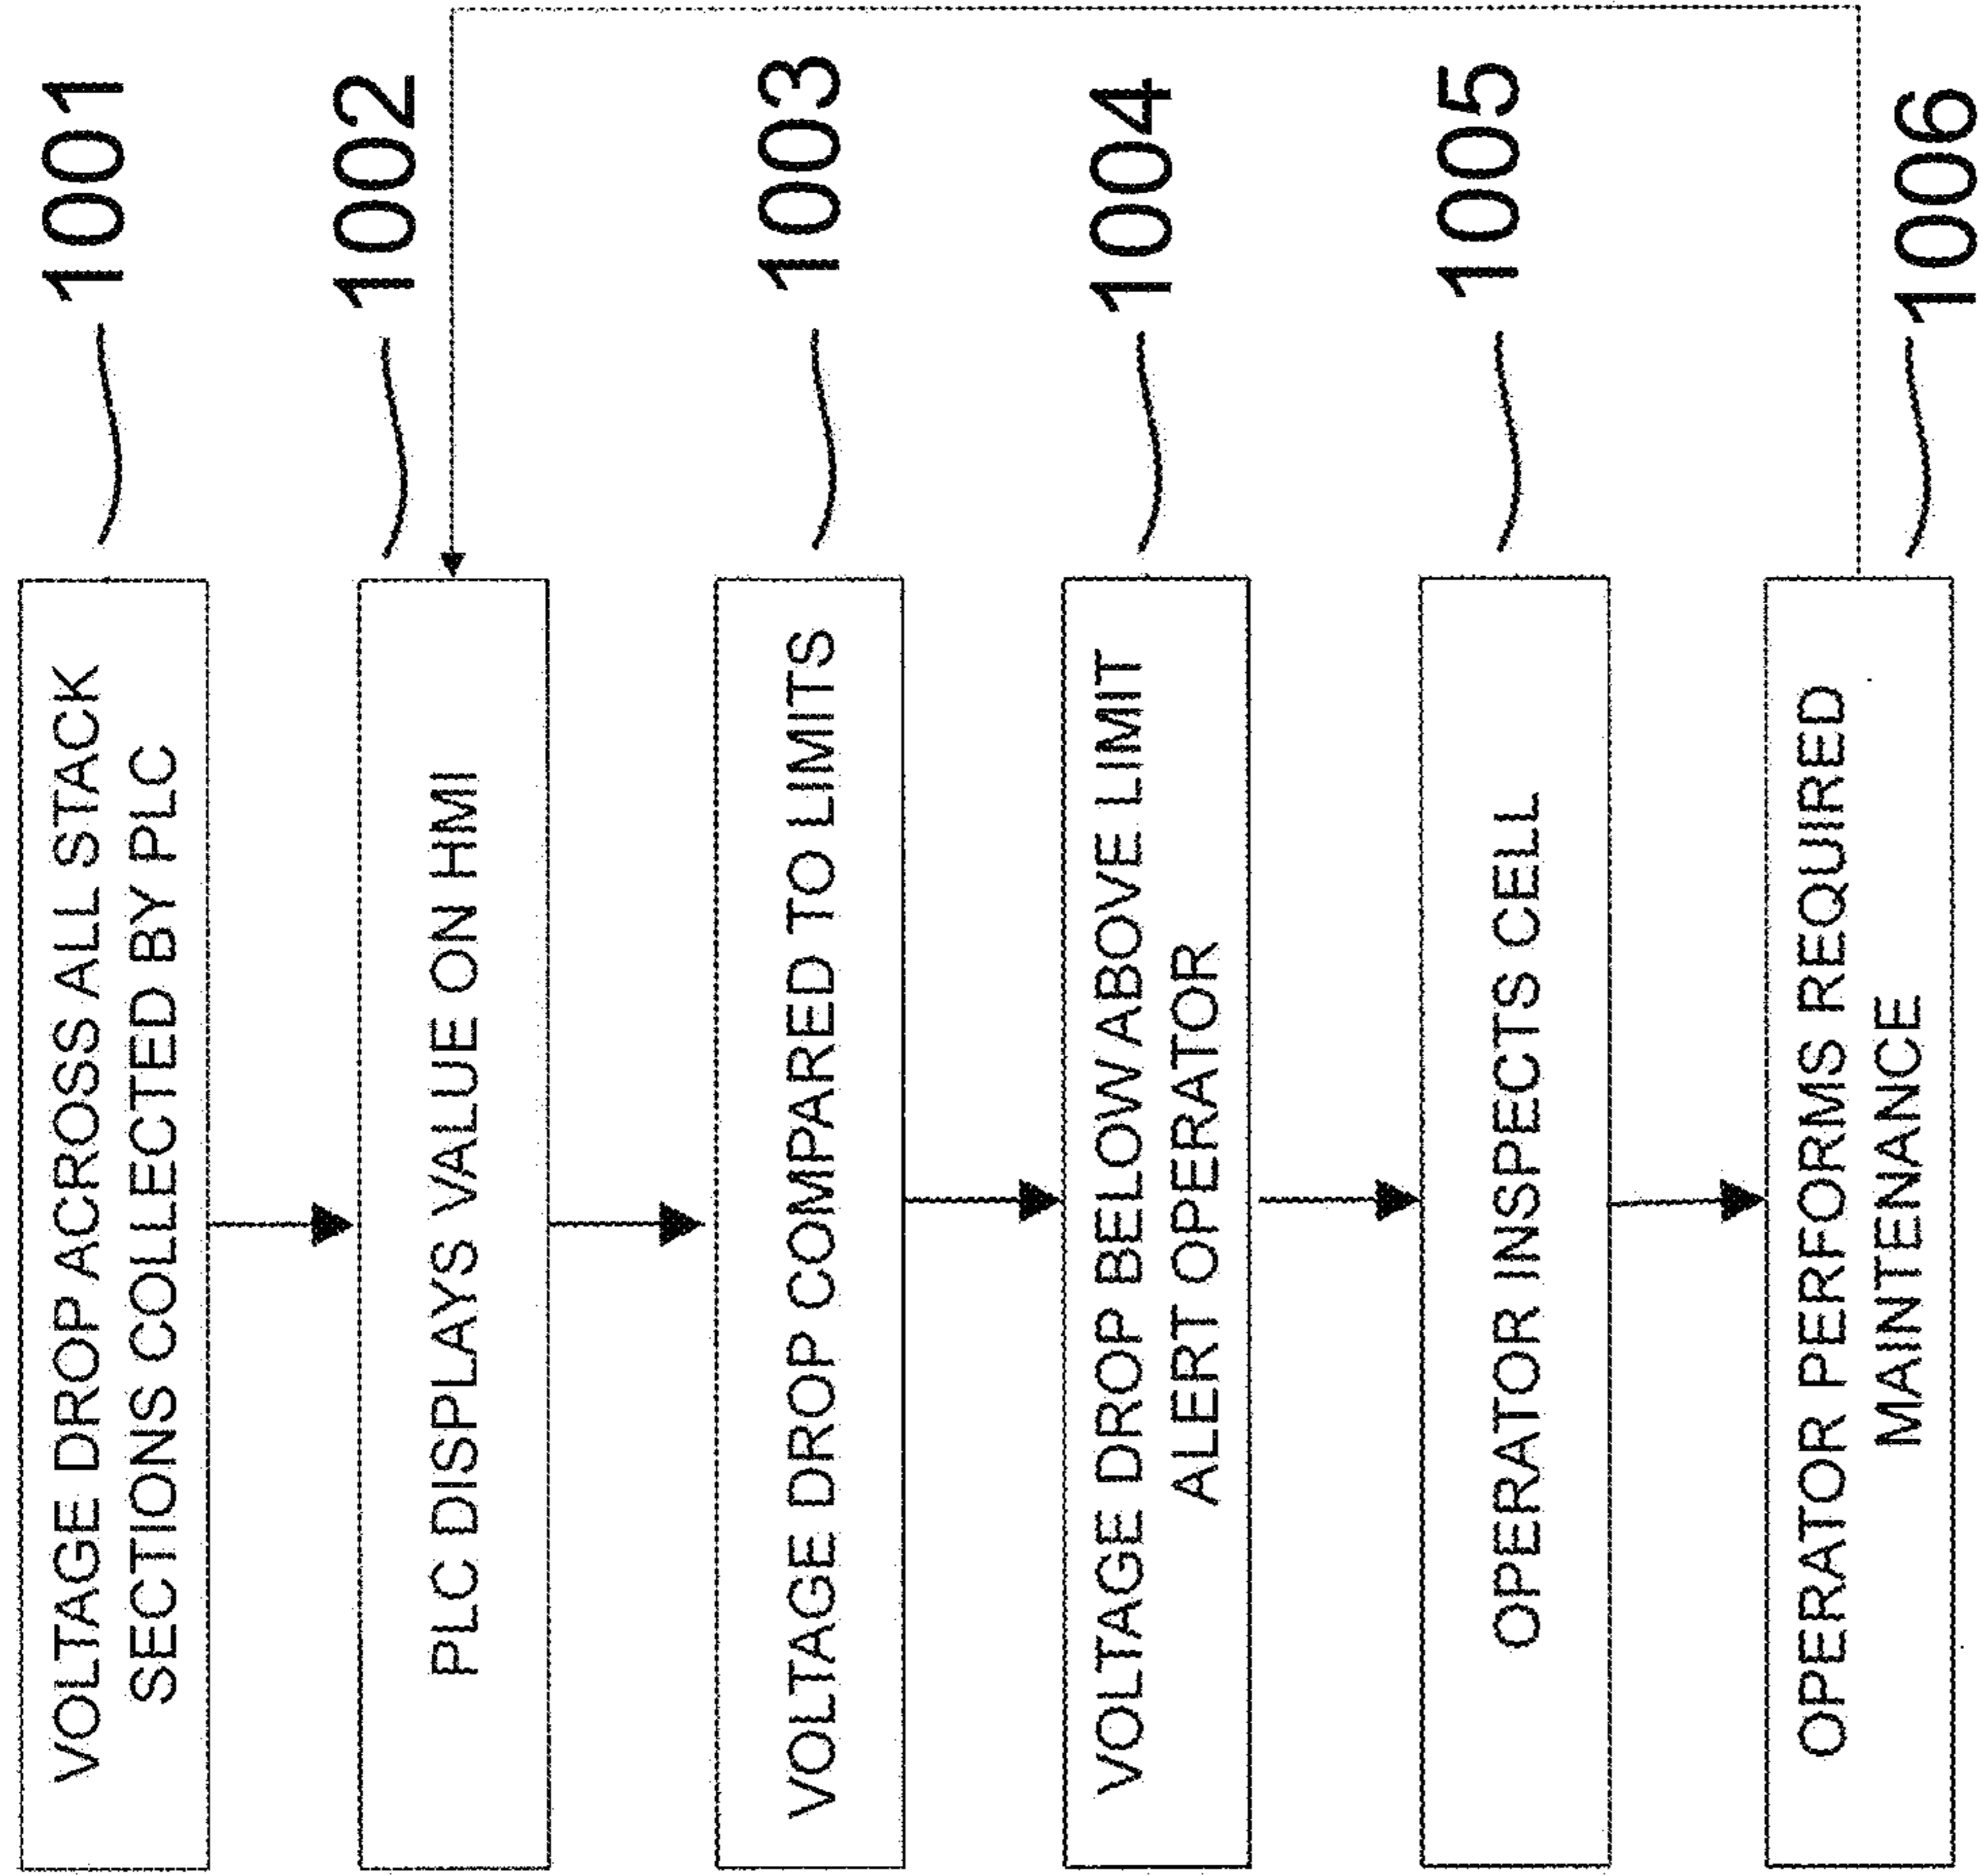 VOLTAGE DROP ACROSS ALL STACK
SECTIONS COLLECTED BY PLC
1001
PLC DISPLAYS VALUE ON HMI
1002
VOLTAGE DROP COMPARED TO LIMITS
1003
VOLTAGE DROP BELOW/ABOVE LIMIT
ALERT OPERATOR
1004
OPERATOR INSPECTS CELL
1005
OPERATOR PERFORMS REQUIRED
MAINTENANCE
1006